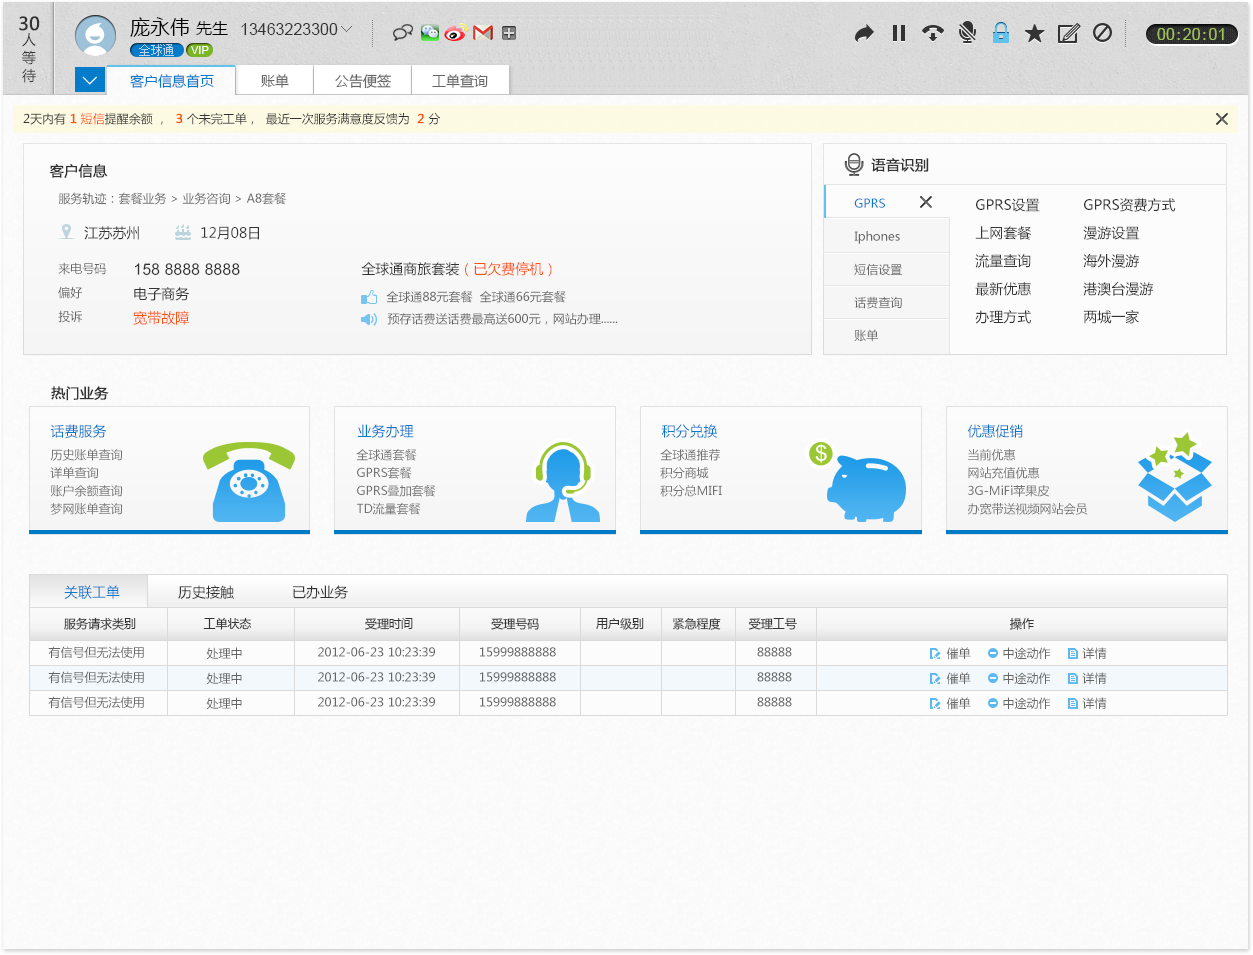 30人等待
庞永伟 先生 13463223300
全球通 VIP
00:20:01
客户信息首页 账单 公告便签 工单查询
2天内有 1 短信提醒余额 ， 3 个未完工单， 最近一次服务满意度反馈为 2 分
客户信息
服务轨迹：套餐业务 > 业务咨询 > A8套餐
江苏苏州 12月08日
来电号码 158 8888 8888
偏好 电子商务
投诉 宽带故障
全球通商旅套装（已欠费停机）
全球通88元套餐 全球通66元套餐
预存话费送话费最高送600元，网站办理......
语音识别
GPRS
Iphones
短信设置
话费查询
账单
GPRS设置 GPRS资费方式
上网套餐 漫游设置
流量查询 海外漫游
最新优惠 港澳台漫游
办理方式 两城一家
热门业务
话费服务
历史账单查询
详单查询
账户余额查询
梦网账单查询
业务办理
全球通套餐
GPRS套餐
GPRS叠加套餐
TD流量套餐
积分兑换
全球通推荐
积分商城
积分总MIFI
$
优惠促销
当前优惠
网站充值优惠
3G-MiFi苹果皮
办宽带送视频网站会员
关联工单 历史接触 已办业务
服务请求类别 工单状态 受理时间 受理号码 用户级别 紧急程度 受理工号 操作
有信号但无法使用 处理中 2012-06-23 10:23:39 15999888888 88888 催单 中途动作 详情
有信号但无法使用 处理中 2012-06-23 10:23:39 15999888888 88888 催单 中途动作 详情
有信号但无法使用 处理中 2012-06-23 10:23:39 15999888888 88888 催单 中途动作 详情